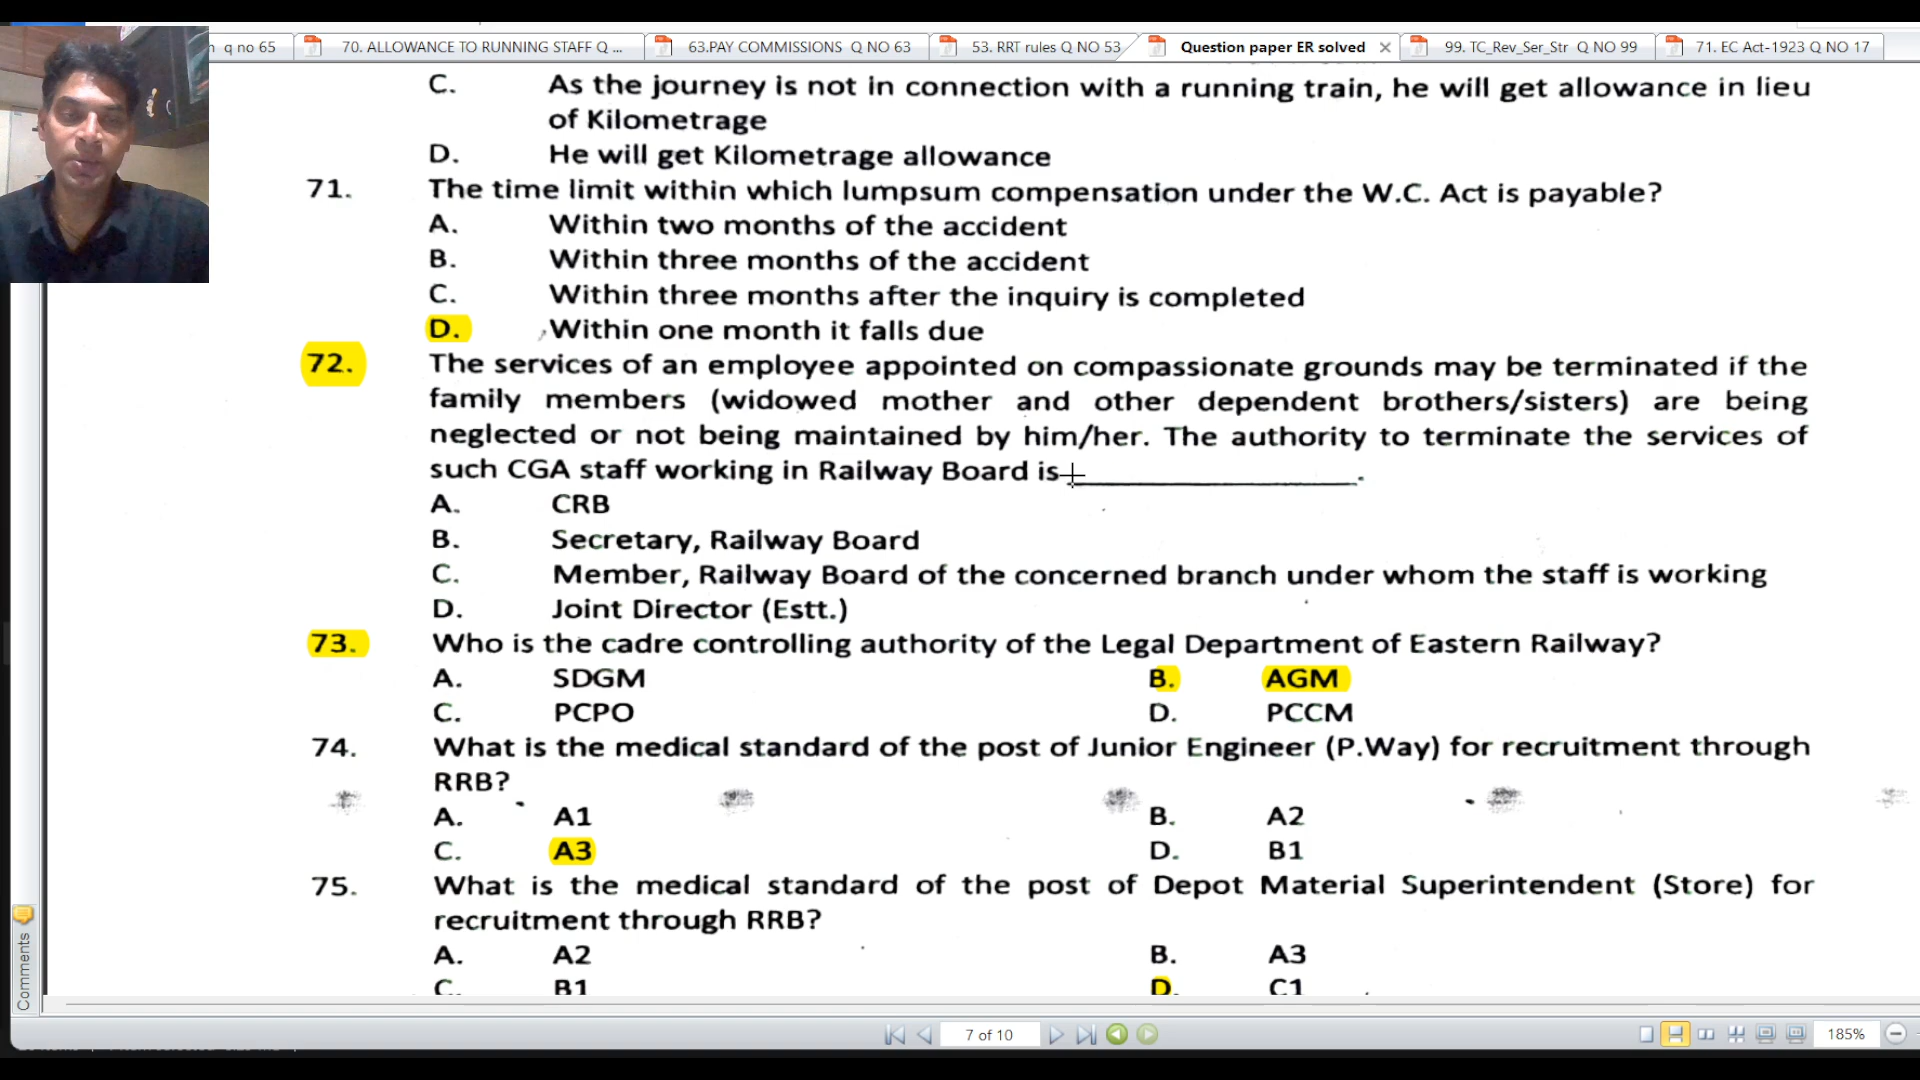 n q no 65
70. ALLOWANCE TO RUNNING STAFF Q ...
63.PAY COMMISSIONS Q NO 63
53. RRT rules Q NO 53
Question paper ER solved
99. TC_Rev_Ser_Str Q NO 99
71. EC Act-1923 Q NO 17
C. As the journey is not in connection with a running train, he will get allowance in lieu
of Kilometrage
D. He will get Kilometrage allowance
71. The time limit within which lumpsum compensation under the W.C. Act is payable?
A. Within two months of the accident
B. Within three months of the accident
C. Within three months after the inquiry is completed
D. Within one month it falls due
72. The services of an employee appointed on compassionate grounds may be terminated if the
family members (widowed mother and other dependent brothers/sisters) are being
neglected or not being maintained by him/her. The authority to terminate the services of
such CGA staff working in Railway Board is ____________.
A. CRB
B. Secretary, Railway Board
C. Member, Railway Board of the concerned branch under whom the staff is working
D. Joint Director (Estt.)
73. Who is the cadre controlling authority of the Legal Department of Eastern Railway?
A. SDGM B. AGM
C. PCPO D. PCCM
74. What is the medical standard of the post of Junior Engineer (P.Way) for recruitment through
RRB?
A. A1 B. A2
C. A3 D. B1
75. What is the medical standard of the post of Depot Material Superintendent (Store) for
recruitment through RRB?
A. A2 B. A3
C. B1 D. C1
Comments
7 of 10
185%